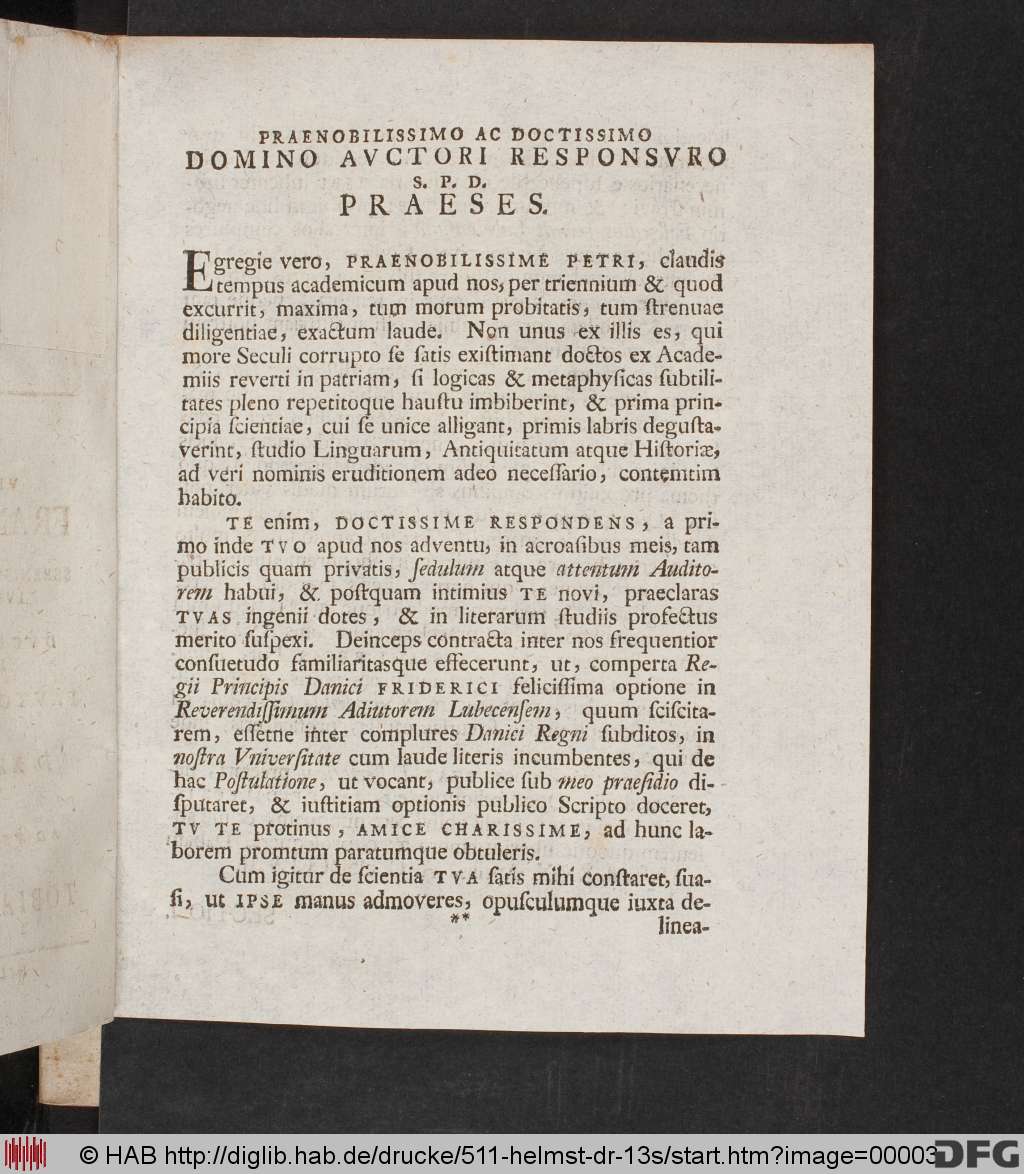 PRAENOBILISSIMO AC DOCTISSIMO
DOMINO AVCTORI RESPONSVRO
S. P. D.
PRAESES.
Egregie vero, PRAENOBILISSIME PETRI, claudis
tempus academicum apud nos, per triennium & quod
excurrit, maxima, tum morum probitatis, tum ſtrenuae
diligentiae, exactum laude. Non unus ex illis es, qui
more Seculi corrupto ſe ſatis exiſtimant doctos ex Acade-
miis reverti in patriam, ſi logicas & metaphyſicas ſubtili-
tates pleno repetitoque hauſtu imbiberint, & prima prin-
cipia ſcientiae, cui ſe unice alligant, primis labris deguſta-
verint, ſtudio Linguarum, Antiquitatum atque Hiſtoriæ,
ad veri nominis eruditionem adeo neceſſario, contemtim
habito.
TE enim, DOCTISSIME RESPONDENS, a pri-
mo inde TVO apud nos adventu, in acroaſibus meis, tam
publicis quam privatis, ſedulum atque attentum Audito-
rem habui, & poſtquam intimius TE novi, praeclaras
TVAS ingenii dotes, & in literarum ſtudiis profectus
merito ſuſpexi. Deinceps contracta inter nos frequentior
conſuetudo familiaritasque effecerunt, ut, comperta Re-
gii Principis Danici FRIDERICI feliciſſima optione in
Reverendiſſimum Adiutorem Lubecenſem, quum ſciſcita-
rem, eſſetne inter complures Danici Regni ſubditos, in
noſtra Vniverſitate cum laude literis incumbentes, qui de
hac Poſtulatione, ut vocant, publice ſub meo praeſidio di-
ſputaret, & iuſtitiam optionis publico Scripto doceret,
TV TE protinus, AMICE CHARISSIME, ad hunc la-
borem promtum paratumque obtuleris.
Cum igitur de ſcientia TVA ſatis mihi conſtaret, ſua-
ſi, ut IPSE manus admoveres, opuſculumque iuxta de-
** linea-
© HAB http://diglib.hab.de/drucke/511-helmst-dr-13s/start.htm?image=00003
DFG